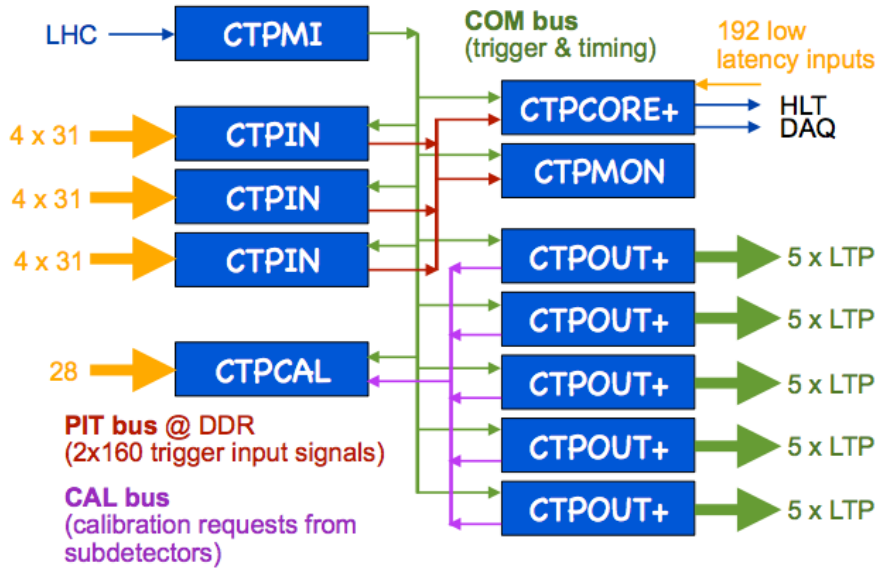 LHC
CTPMI
COM bus
(trigger & timing)
192 low
latency inputs
CTPCORE+
HLT
DAQ
4 x 31
CTPIN
CTPMON
4 x 31
CTPIN
4 x 31
CTPIN
CTPOUT+
5 x LTP
CTPOUT+
5 x LTP
28
CTPCAL
CTPOUT+
5 x LTP
PIT bus @ DDR
(2x160 trigger input signals)
CTPOUT+
5 x LTP
CAL bus
(calibration requests from
subdetectors)
CTPOUT+
5 x LTP